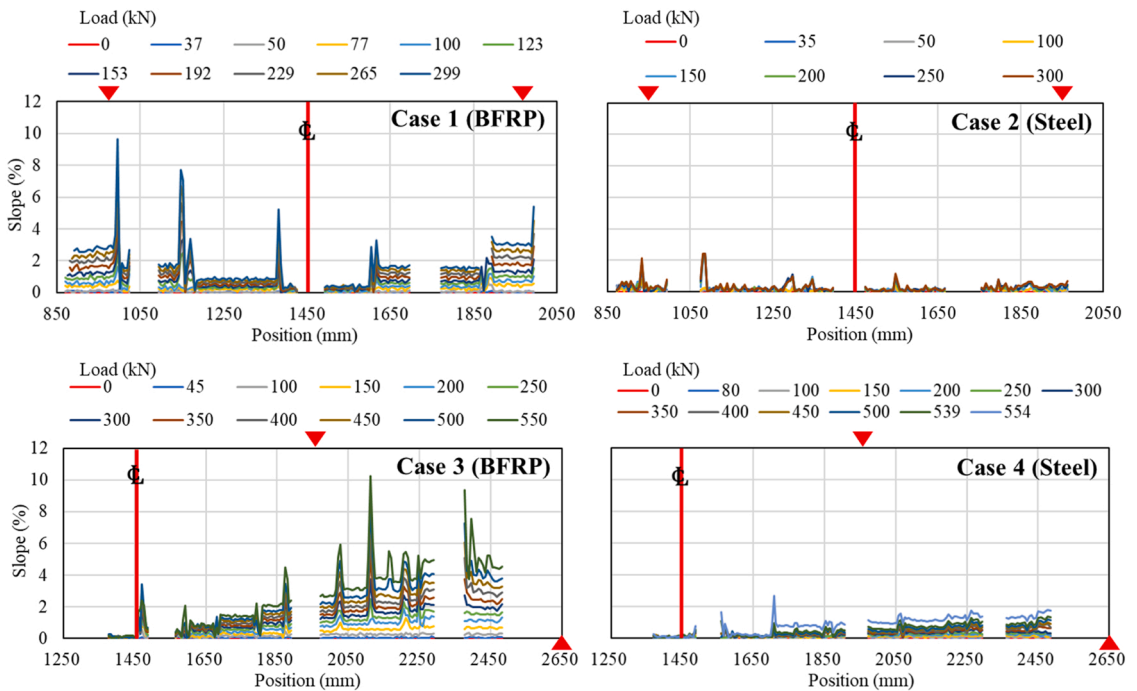 Load (kN)
0 37 50 77 100 123
153 192 229 265 299
Case 1 (BFRP)
℄
Slope (%)
12
10
8
6
4
2
0
850 1050 1250 1450 1650 1850 2050
Position (mm)
Load (kN)
0 35 50 100
150 200 250 300
Case 2 (Steel)
℄
850 1050 1250 1450 1650 1850 2050
Position (mm)
Load (kN)
0 45 100 150 200 250
300 350 400 450 500 550
Case 3 (BFRP)
℄
Slope (%)
12
10
8
6
4
2
0
1250 1450 1650 1850 2050 2250 2450 2650
Position (mm)
Load (kN)
0 80 100 150 200 250 300
350 400 450 500 539 554
Case 4 (Steel)
℄
1250 1450 1650 1850 2050 2250 2450 2650
Position (mm)